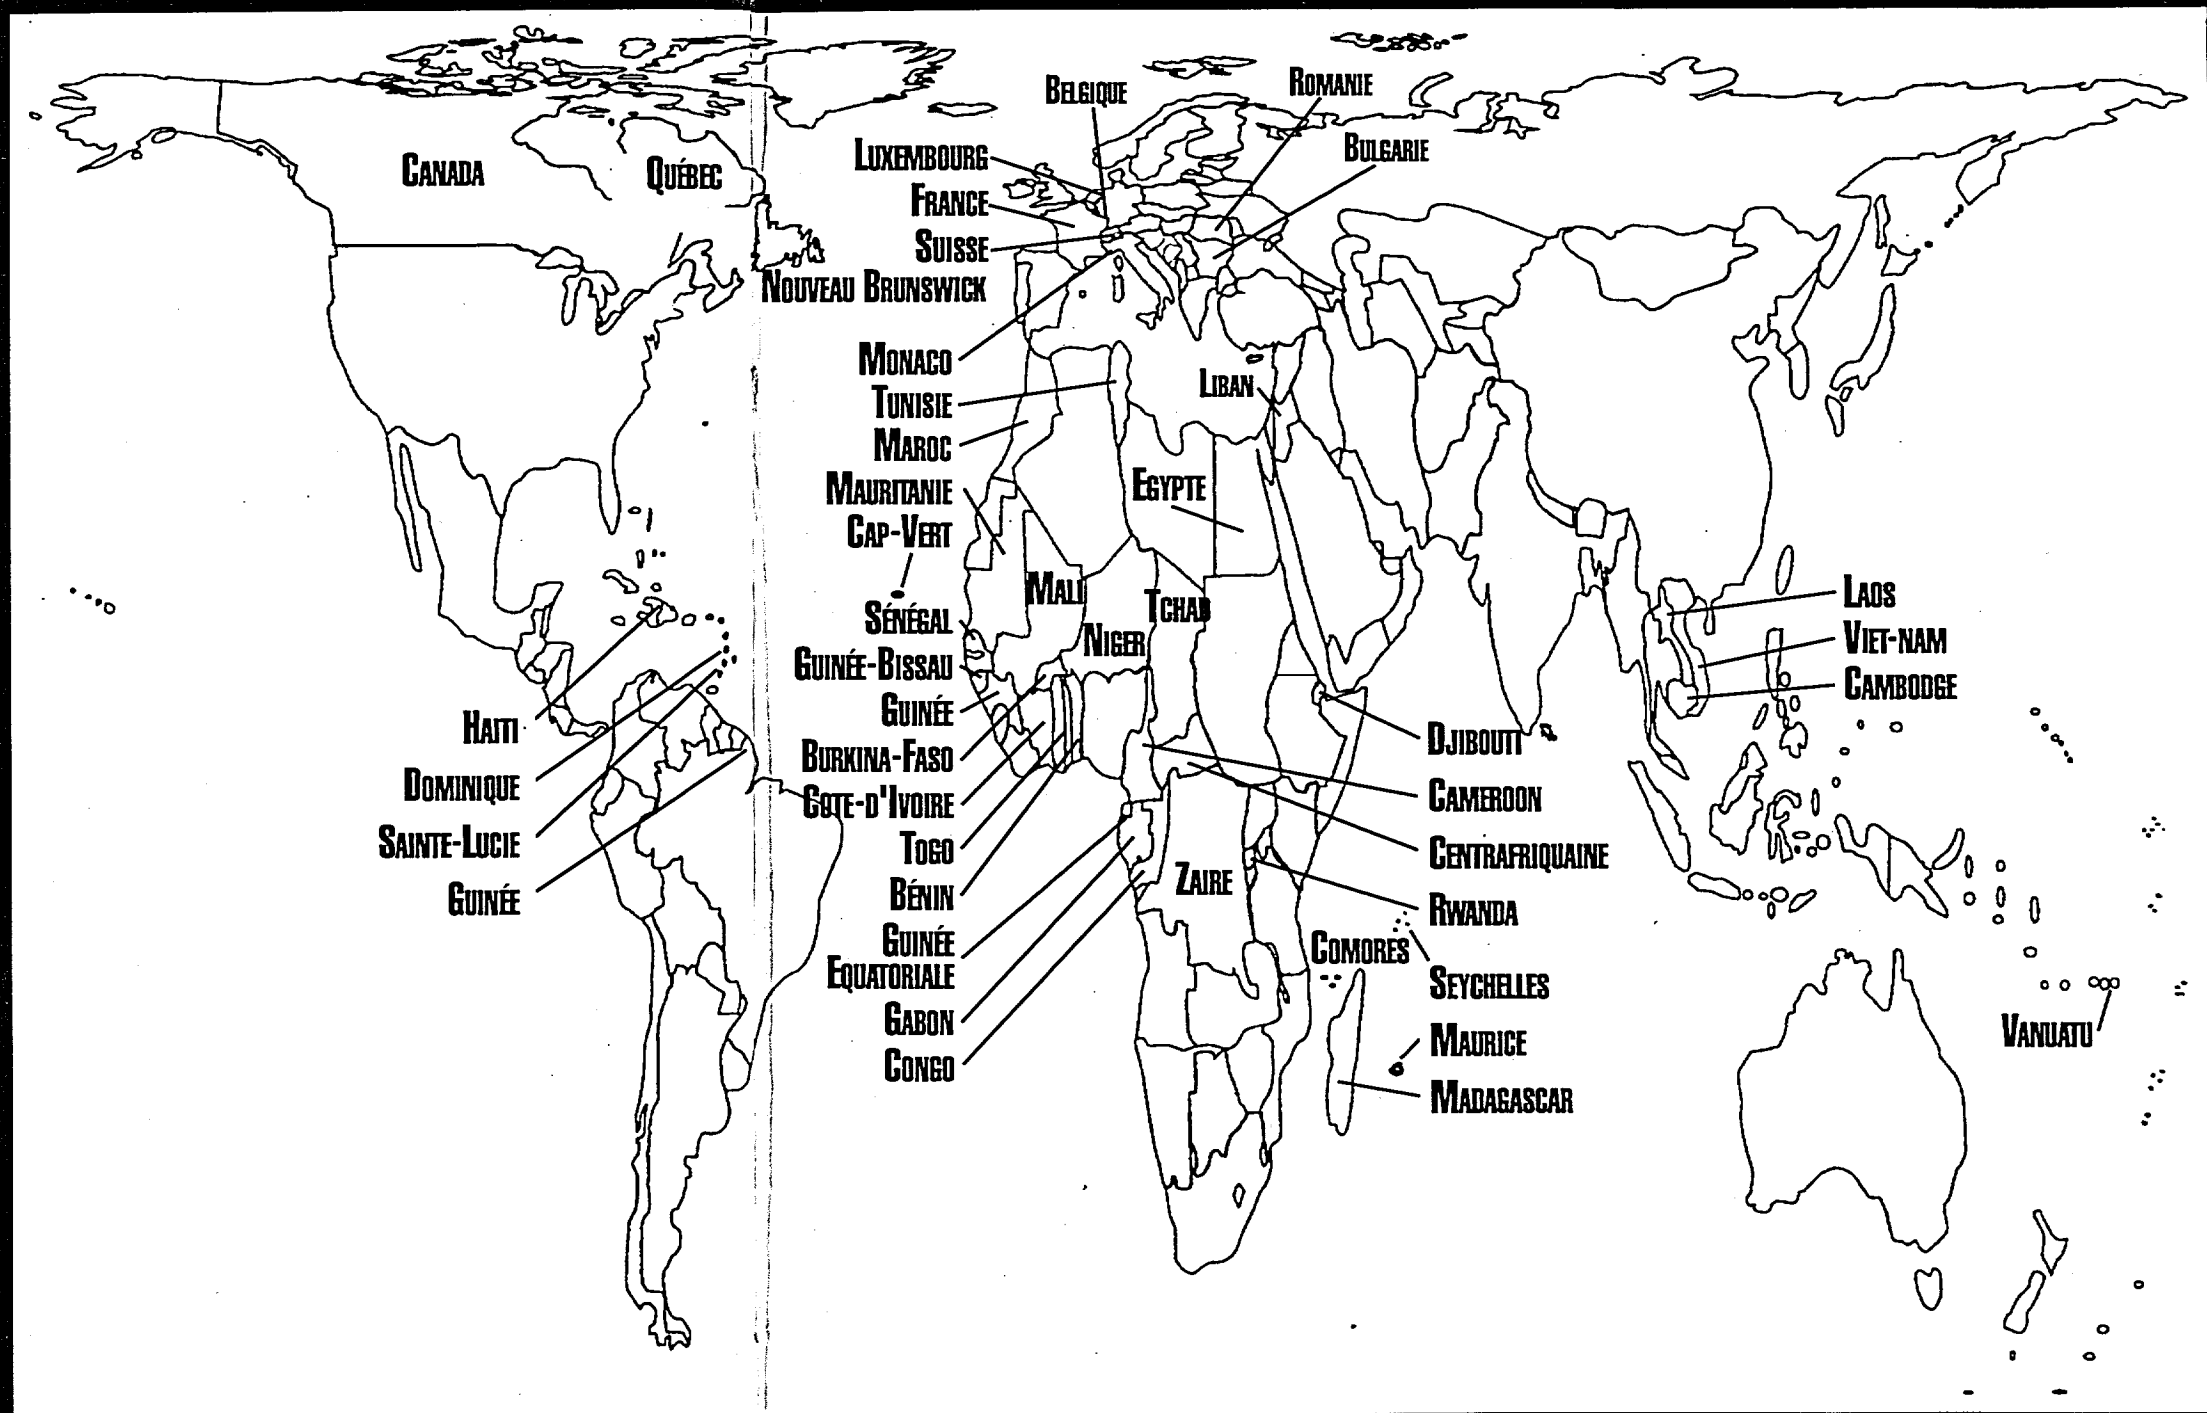 BELGIQUE
ROMANIE
LUXEMBOURG
BULGARIE
CANADA
QUÉBEC
FRANCE
SUISSE
NOUVEAU BRUNSWICK
MONACO
TUNISIE
LIBAN
MAROC
MAURITANIE
EGYPTE
CAP-VERT
MALI
TCHAD
SÉNÉGAL
NIGER
GUINÉE-BISSAU
GUINÉE
BURKINA-FASO
COTE-D'IVOIRE
TOGO
BÉNIN
GUINÉE
EQUATORIALE
GABON
CONGO
HAITI
DOMINIQUE
SAINTE-LUCIE
GUINÉE
ZAIRE
LAOS
VIET-NAM
CAMBODGE
DJIBOUTI
CAMEROON
CENTRAFRIQUAINE
RWANDA
COMORES
SEYCHELLES
MAURICE
MADAGASCAR
VANUATU